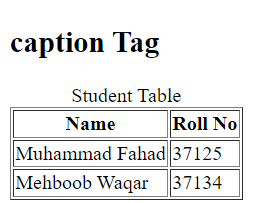 caption Tag
Student Table
Name Roll No
Muhammad Fahad 37125
Mehboob Waqar 37134